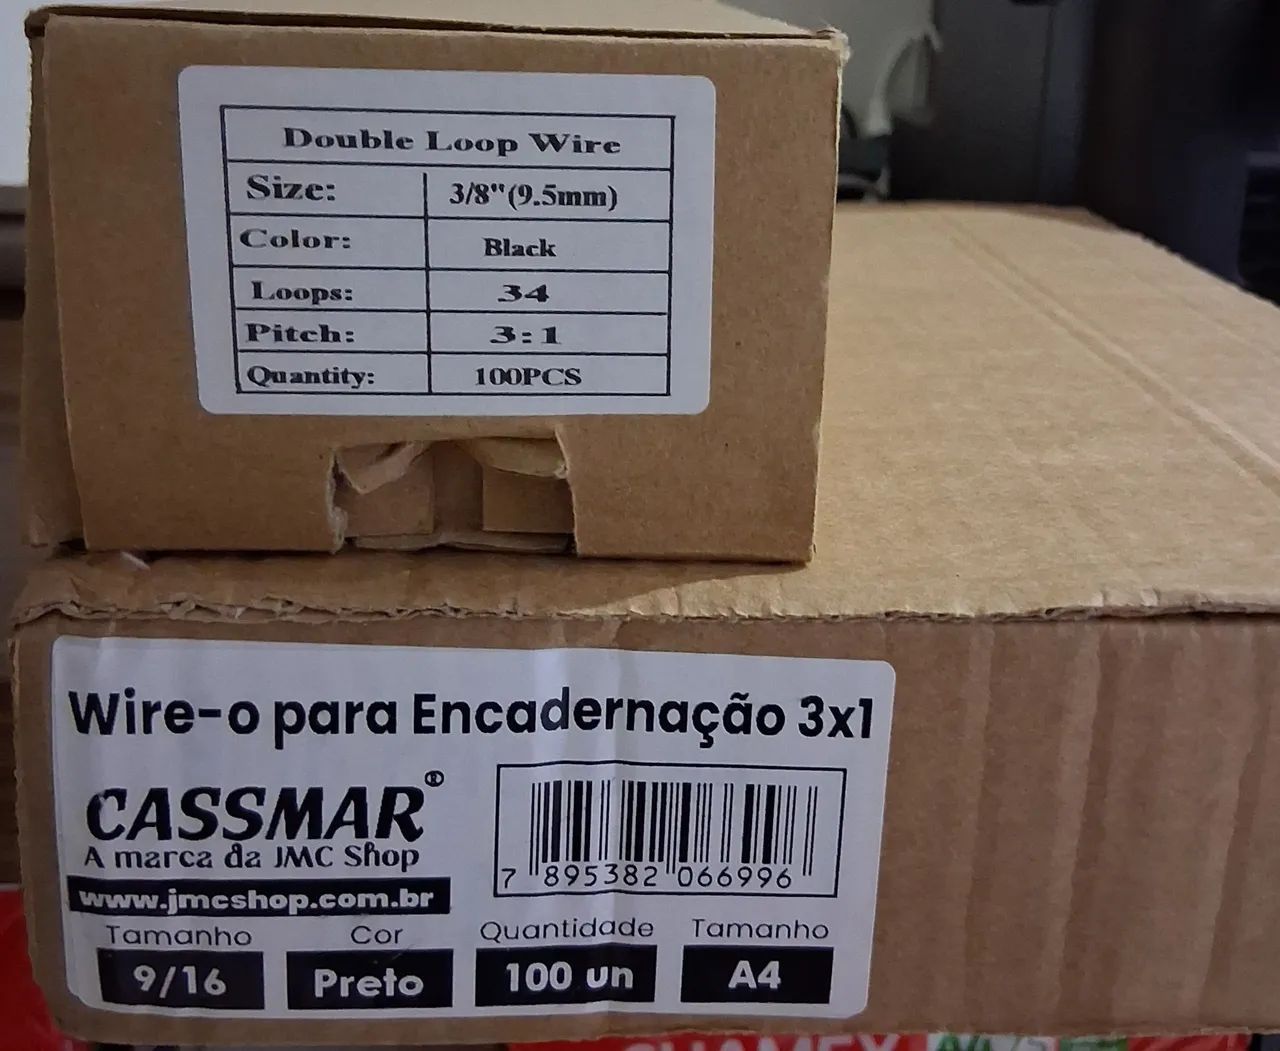 Double Loop Wire
Size: 3/8"(9.5mm)
Color: Black
Loops: 34
Pitch: 3:1
Quantity: 100PCS
Wire-o para Encadernação 3x1
CASSMAR®
A marca da JMC Shop
www.jmcshop.com.br
7 895382 066996
Tamanho Cor Quantidade Tamanho
9/16 Preto 100 un A4
CHAMEX